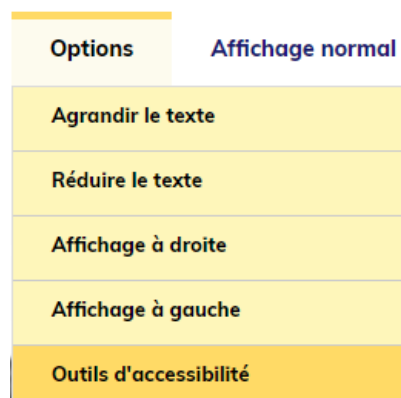 Options Affichage normal
Agrandir le texte
Réduire le texte
Affichage à droite
Affichage à gauche
Outils d'accessibilité